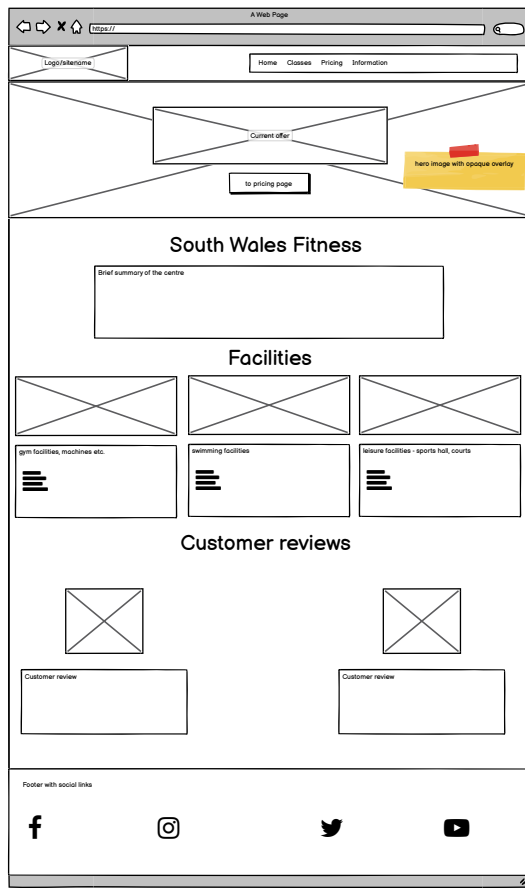 A Web Page
https://
Logo/sitename
Home Classes Pricing Information
Current offer
hero image with opaque overlay
to pricing page
South Wales Fitness
Brief summary of the centre
Facilities
gym facilities, machines etc.
swimming facilities
leisure facilities - sports hall, courts
Customer reviews
Customer review
Customer review
Footer with social links